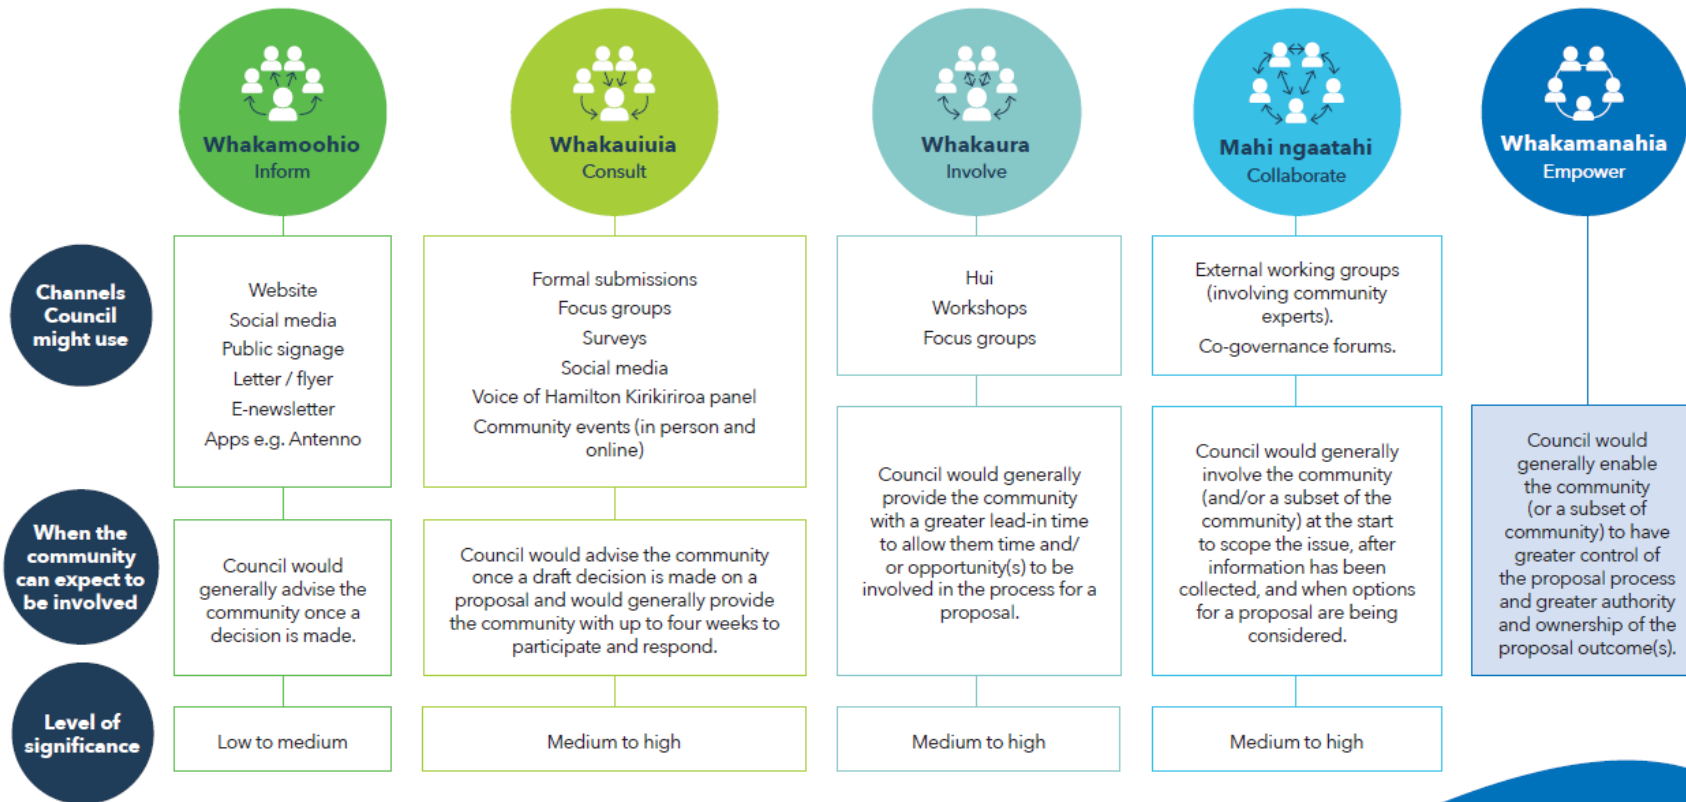 Whakamoohio
Inform
Whakauiuia
Consult
Whakaura
Involve
Mahi ngaatahi
Collaborate
Whakamanahia
Empower
Channels
Council
might use
Website
Social media
Public signage
Letter / flyer
E-newsletter
Apps e.g. Antenno
Formal submissions
Focus groups
Surveys
Social media
Voice of Hamilton Kirikiriroa panel
Community events (in person and
online)
Hui
Workshops
Focus groups
External working groups
(involving community
experts).
Co-governance forums.
When the
community
can expect to
be involved
Council would
generally advise the
community once a
decision is made.
Council would advise the community
once a draft decision is made on a
proposal and would generally provide
the community with up to four weeks to
participate and respond.
Council would generally
provide the community
with a greater lead-in time
to allow them time and/
or opportunity(s) to be
involved in the process for a
proposal.
Council would generally
involve the community
(and/or a subset of the
community) at the start
to scope the issue, after
information has been
collected, and when options
for a proposal are being
considered.
Council would
generally enable
the community
(or a subset of
community) to have
greater control of
the proposal process
and greater authority
and ownership of the
proposal outcome(s).
Level of
significance
Low to medium
Medium to high
Medium to high
Medium to high